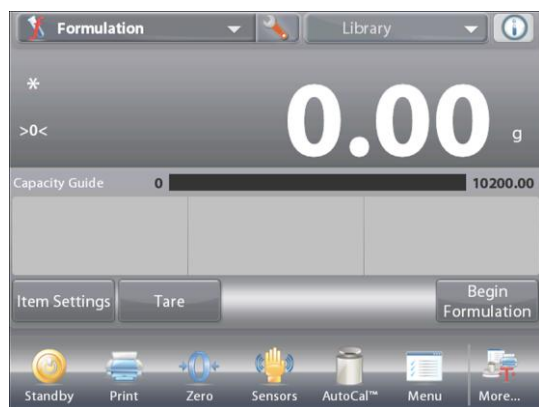 Formulation
Library
*
>0<
0.00 g
Capacity Guide 0 10200.00
Item Settings
Tare
Begin
Formulation
Standby
Print
Zero
Sensors
AutoCal™
Menu
More...